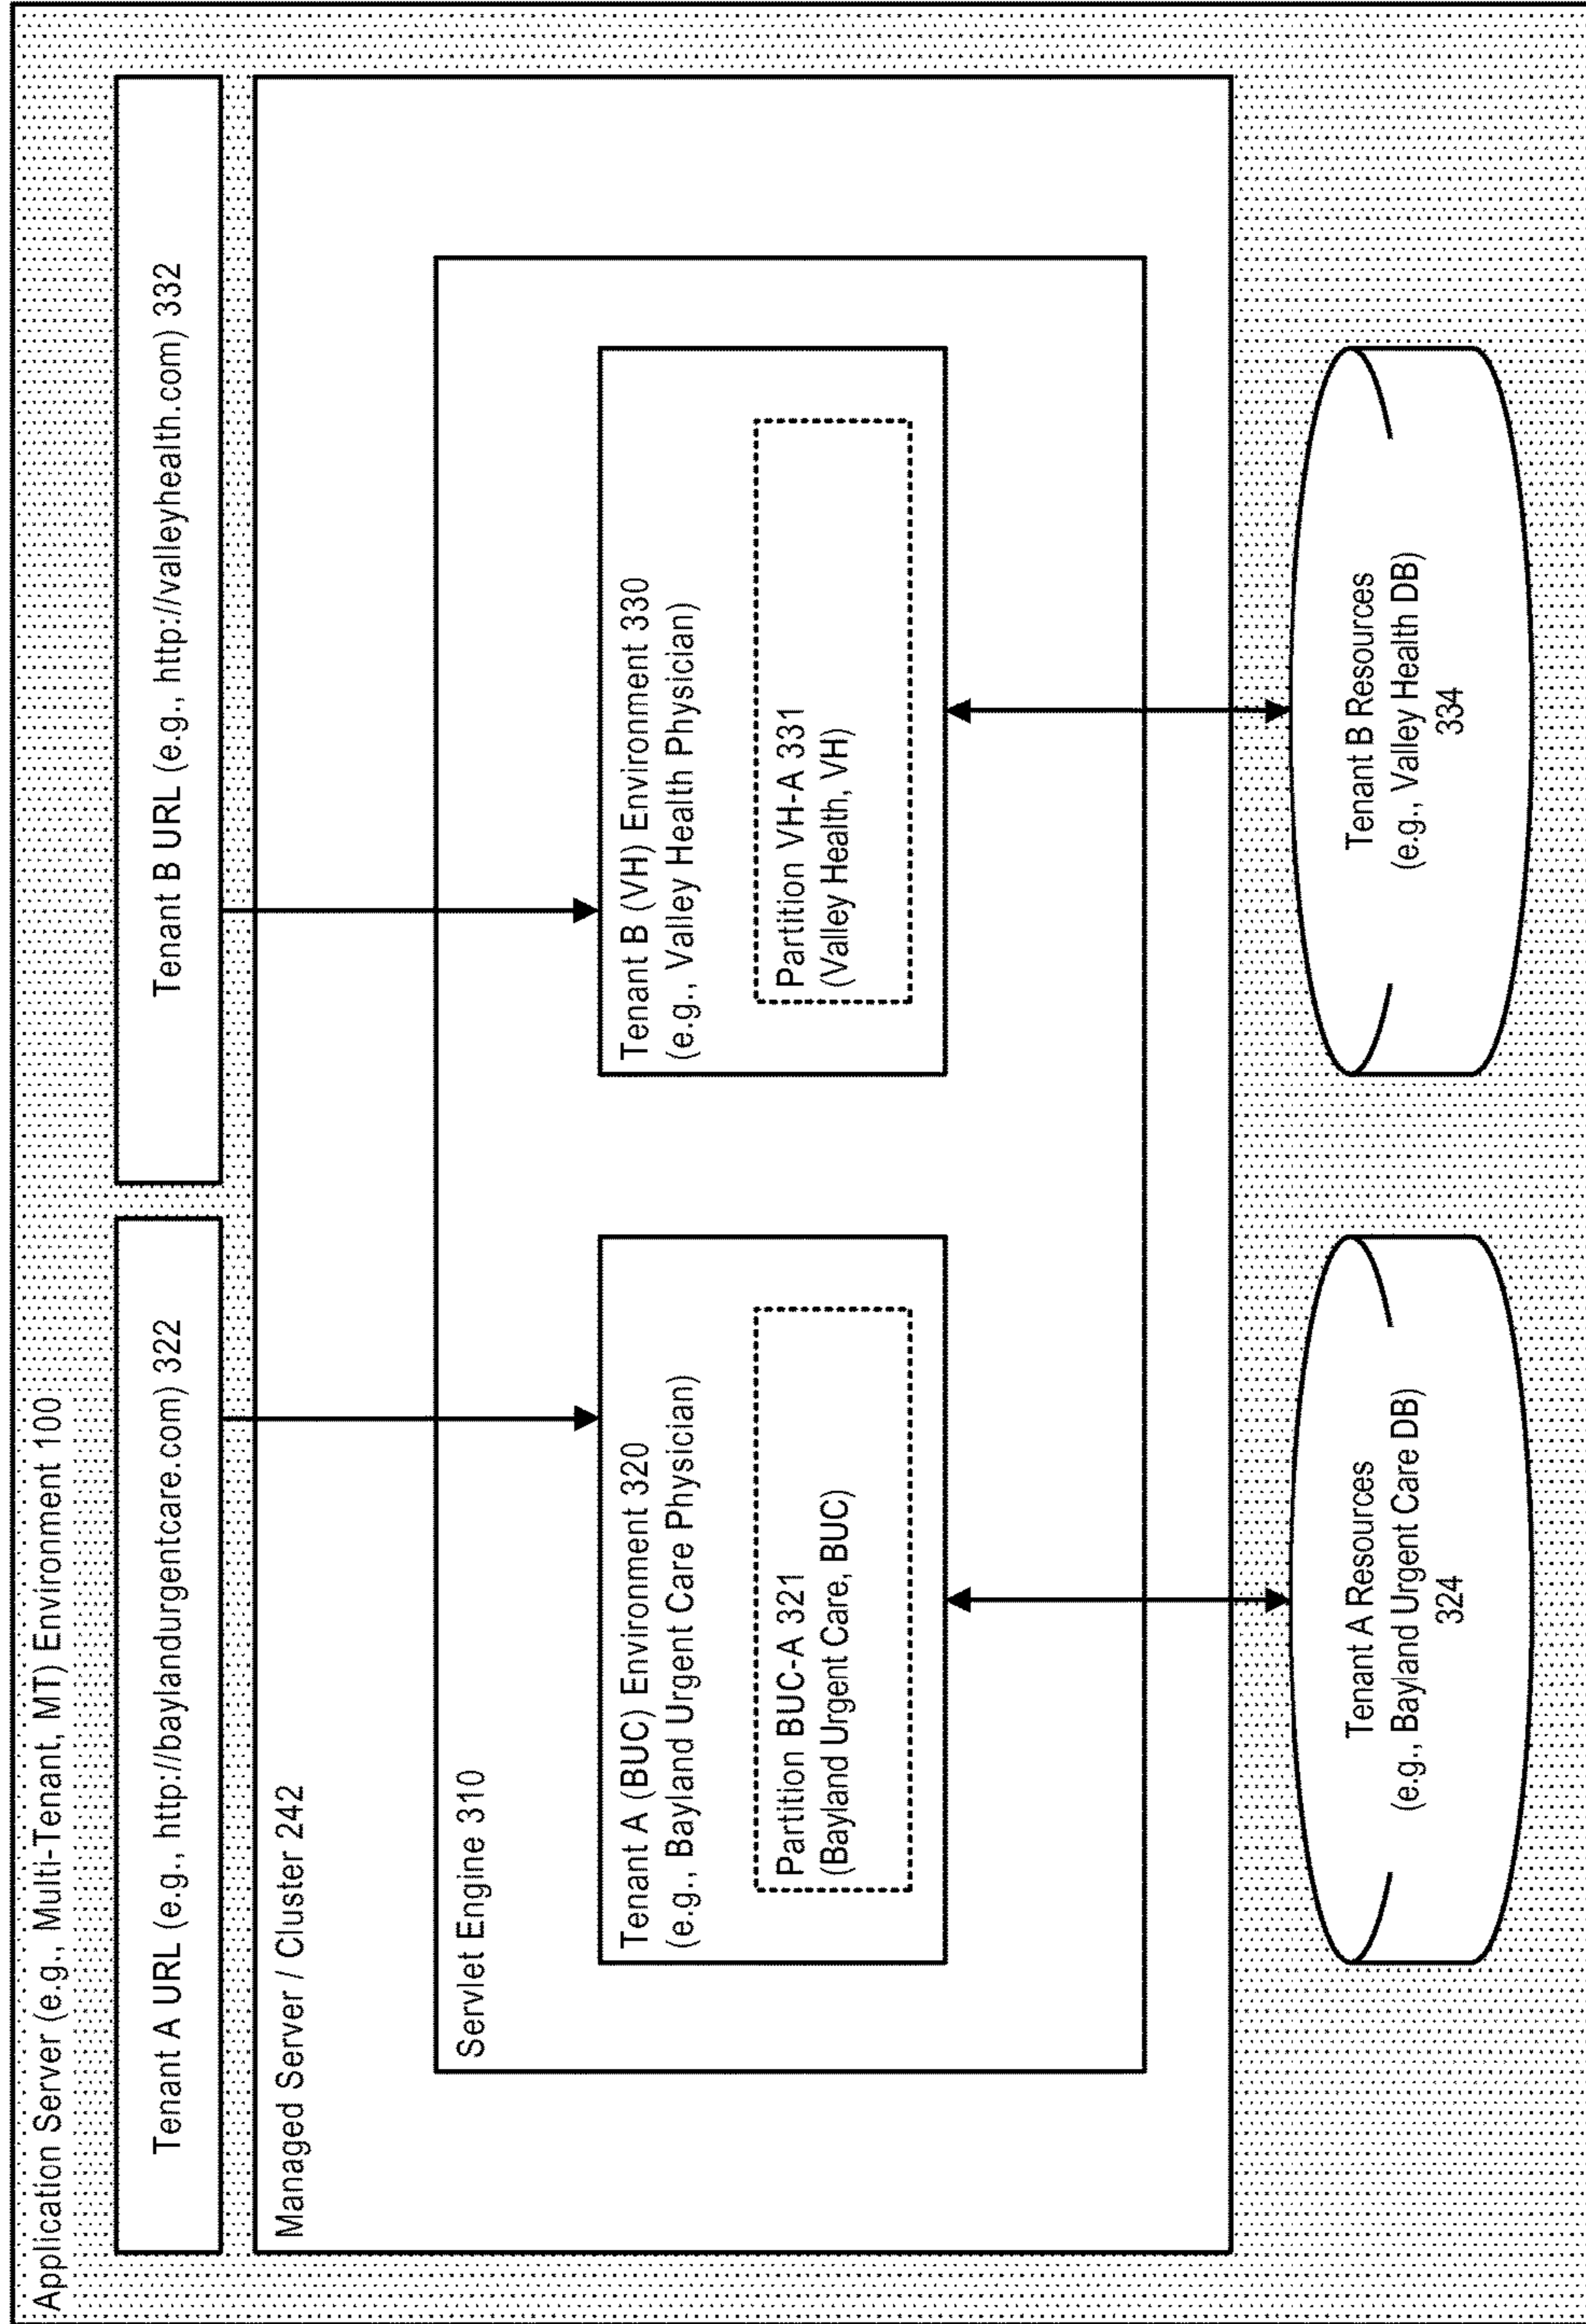 Application Server (e.g., Multi-Tenant, MT) Environment 100
Tenant A URL (e.g., http://baylandurgentcare.com) 322
Tenant B URL (e.g., http://valleyhealth.com) 332
Managed Server / Cluster 242
Servlet Engine 310
Tenant A (BUC) Environment 320
(e.g., Bayland Urgent Care Physician)
Partition BUC-A 321
(Bayland Urgent Care, BUC)
Tenant B (VH) Environment 330
(e.g., Valley Health Physician)
Partition VH-A 331
(Valley Health, VH)
Tenant A Resources
(e.g., Bayland Urgent Care DB)
324
Tenant B Resources
(e.g., Valley Health DB)
334